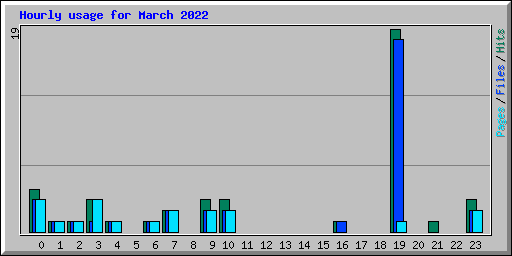 Hourly usage for March 2022
19
Pages/Files/Hits
0 1 2 3 4 5 6 7 8 9 10 11 12 13 14 15 16 17 18 19 20 21 22 23